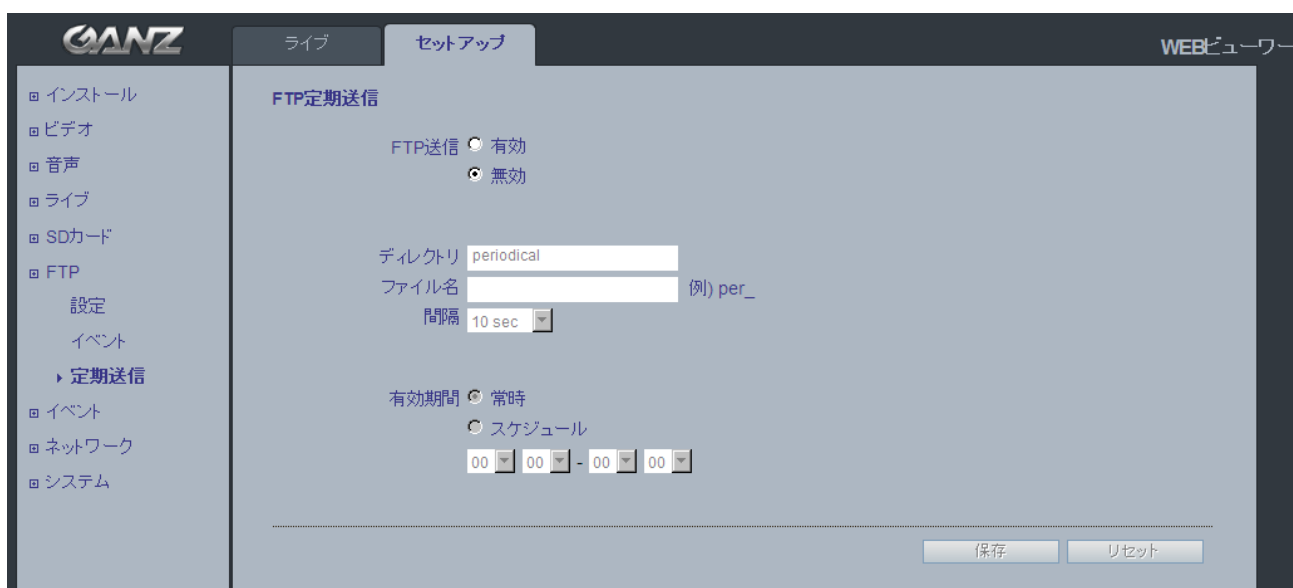 GANZ
ライブ
セットアップ
WEBビューワー
インストール
ビデオ
音声
ライブ
SDカード
FTP
設定
イベント
定期送信
イベント
ネットワーク
システム
FTP定期送信
FTP送信 有効
無効
ディレクトリ periodical
ファイル名 例) per_
間隔 10 sec
有効期間 常時
スケジュール
00 00 - 00 00
保存 リセット